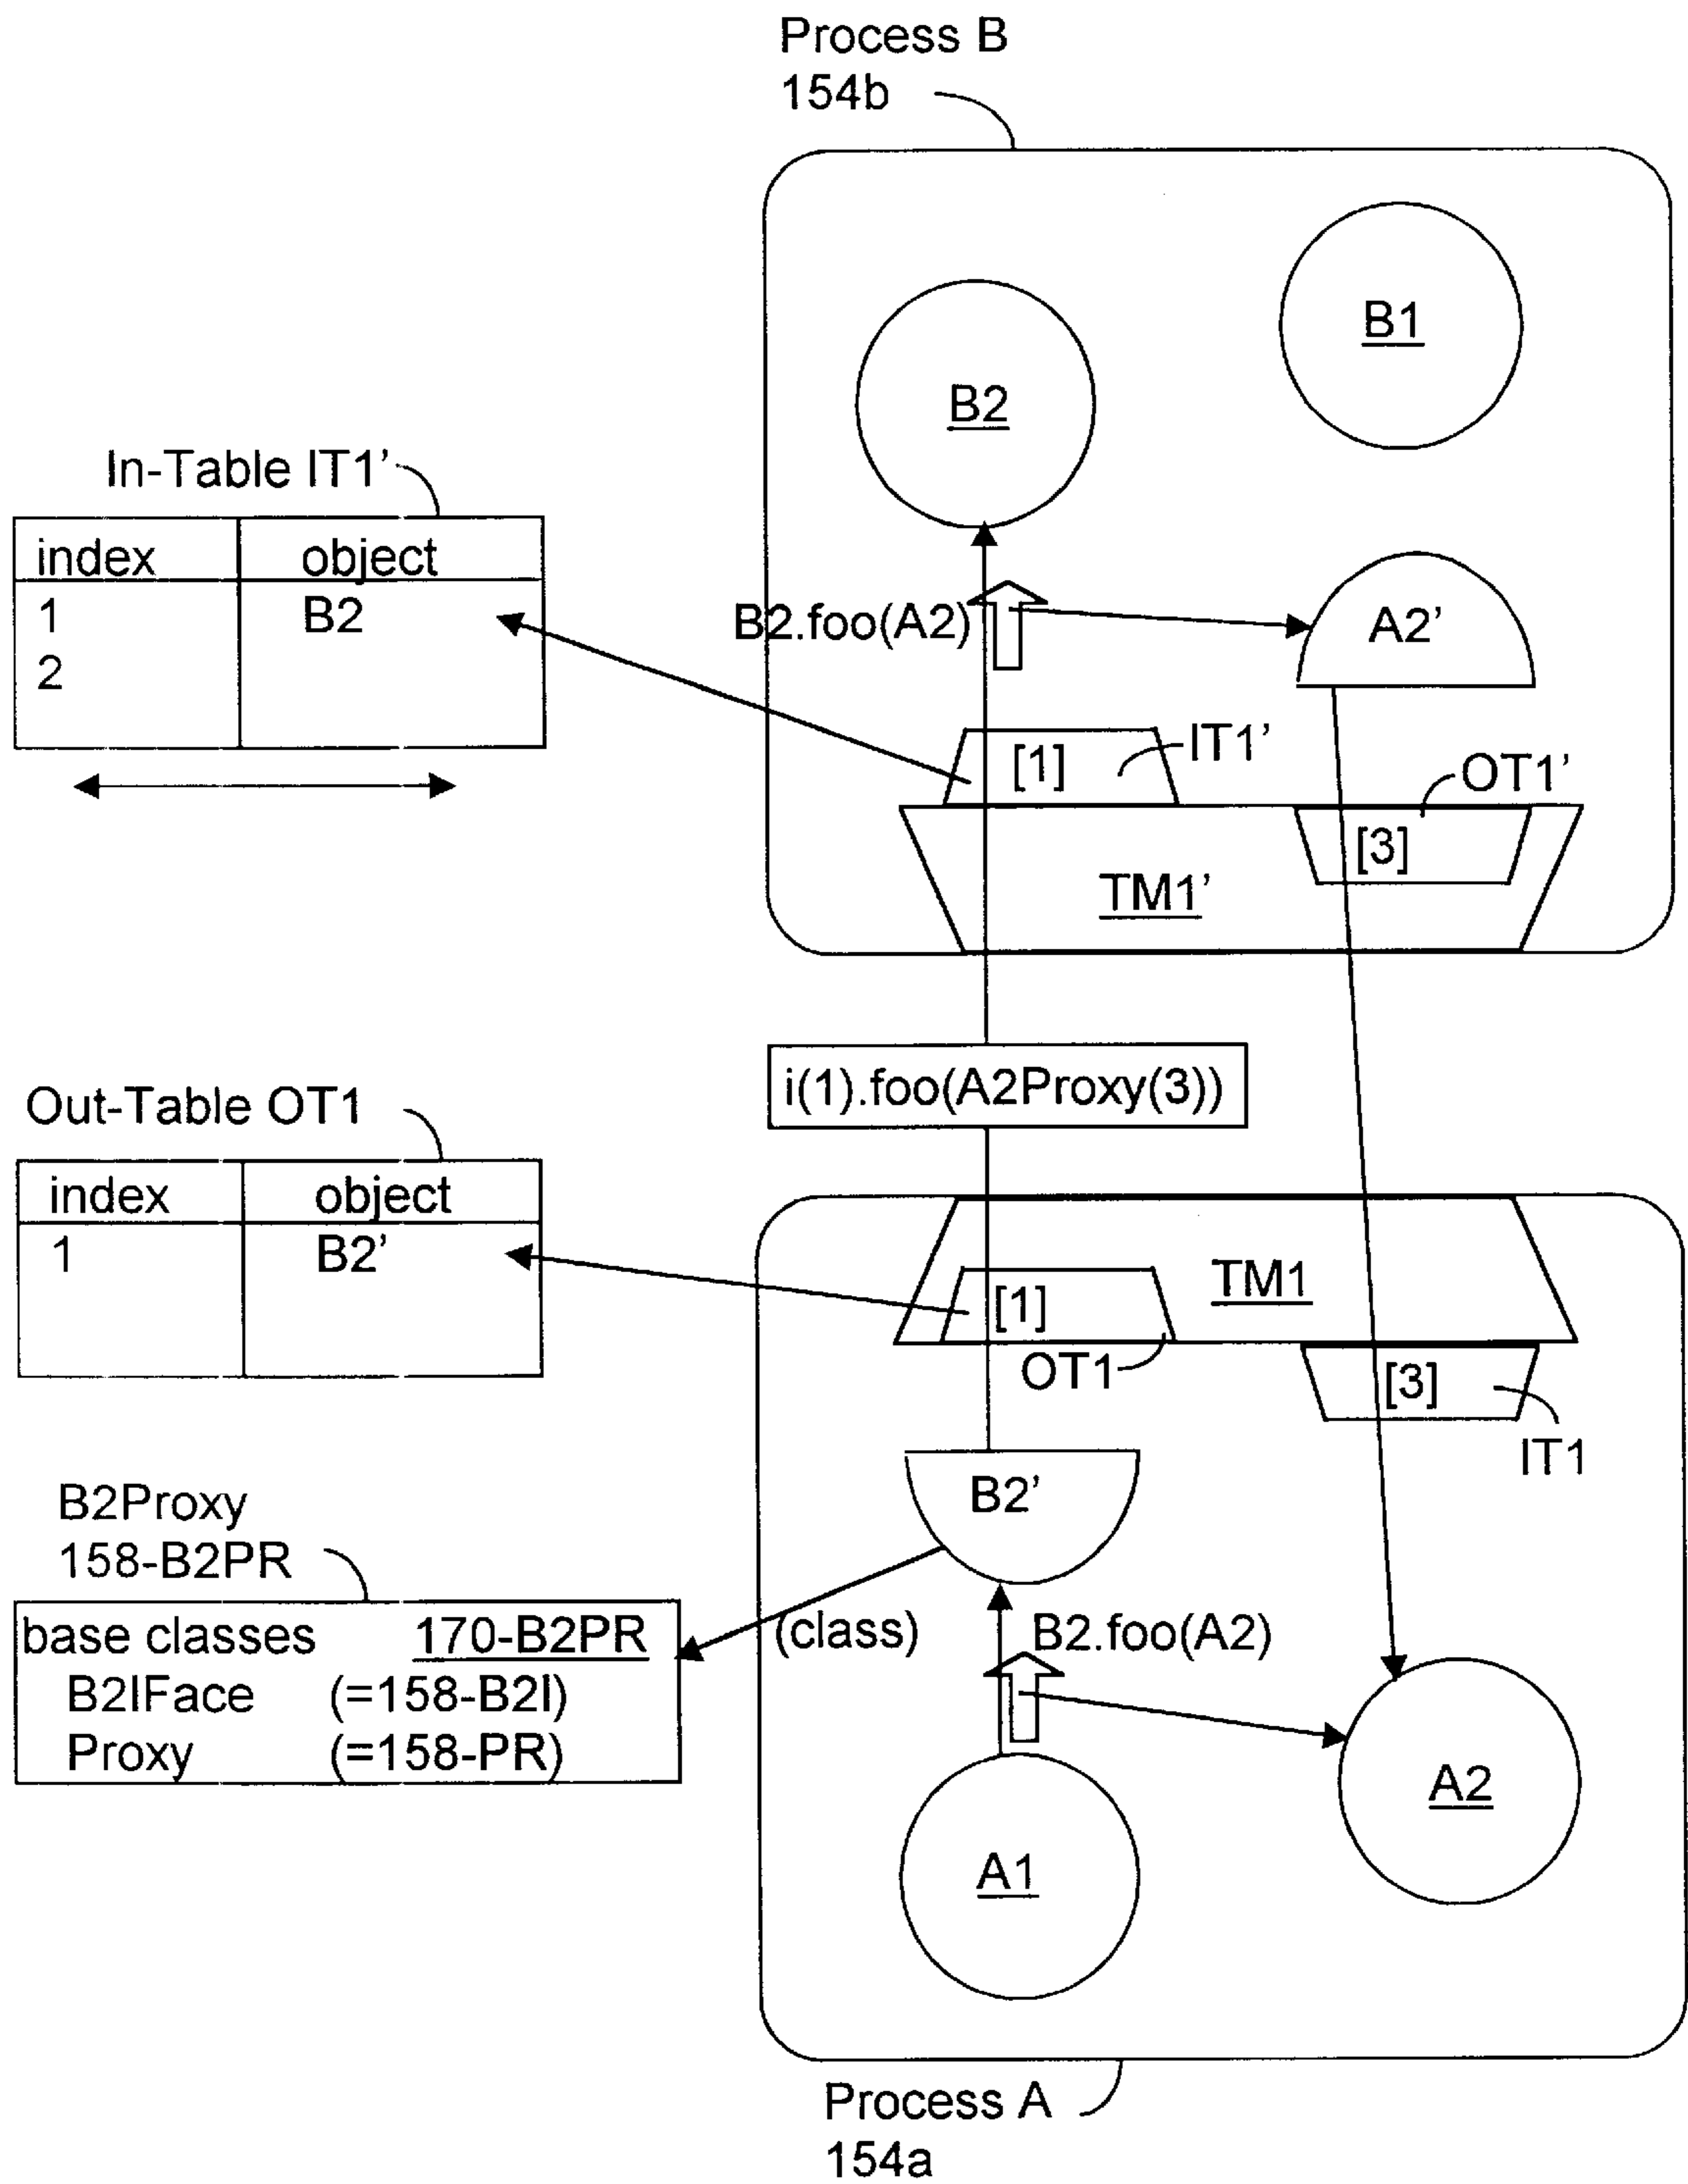 Process B
154b
B1
B2
In-Table IT1’
index object
1 B2
2
B2.foo(A2)
A2’
[1]
IT1’
OT1’
[3]
TM1’
i(1).foo(A2Proxy(3))
Out-Table OT1
index object
1 B2’
TM1
[1]
OT1
[3]
IT1
B2’
B2Proxy
158-B2PR
base classes 170-B2PR
B2IFace (=158-B2I)
Proxy (=158-PR)
(class)
B2.foo(A2)
A2
A1
Process A
154a